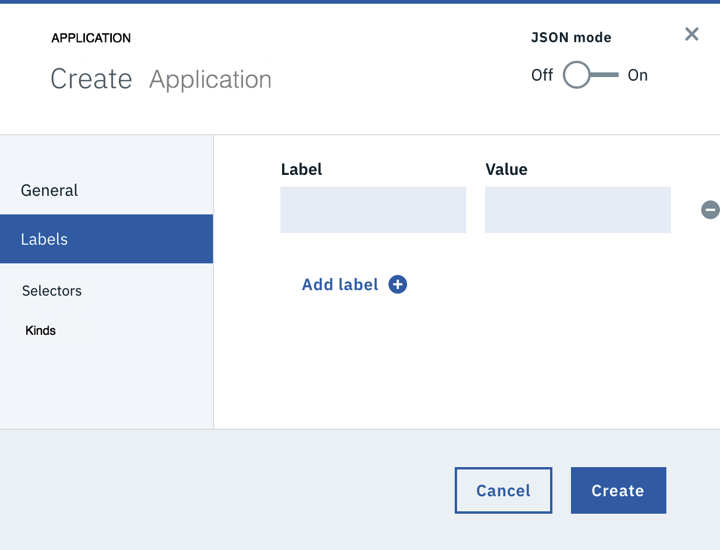 APPLICATION
Create Application
JSON mode
Off On
General
Labels
Selectors
Kinds
Label Value
Add label
Cancel Create